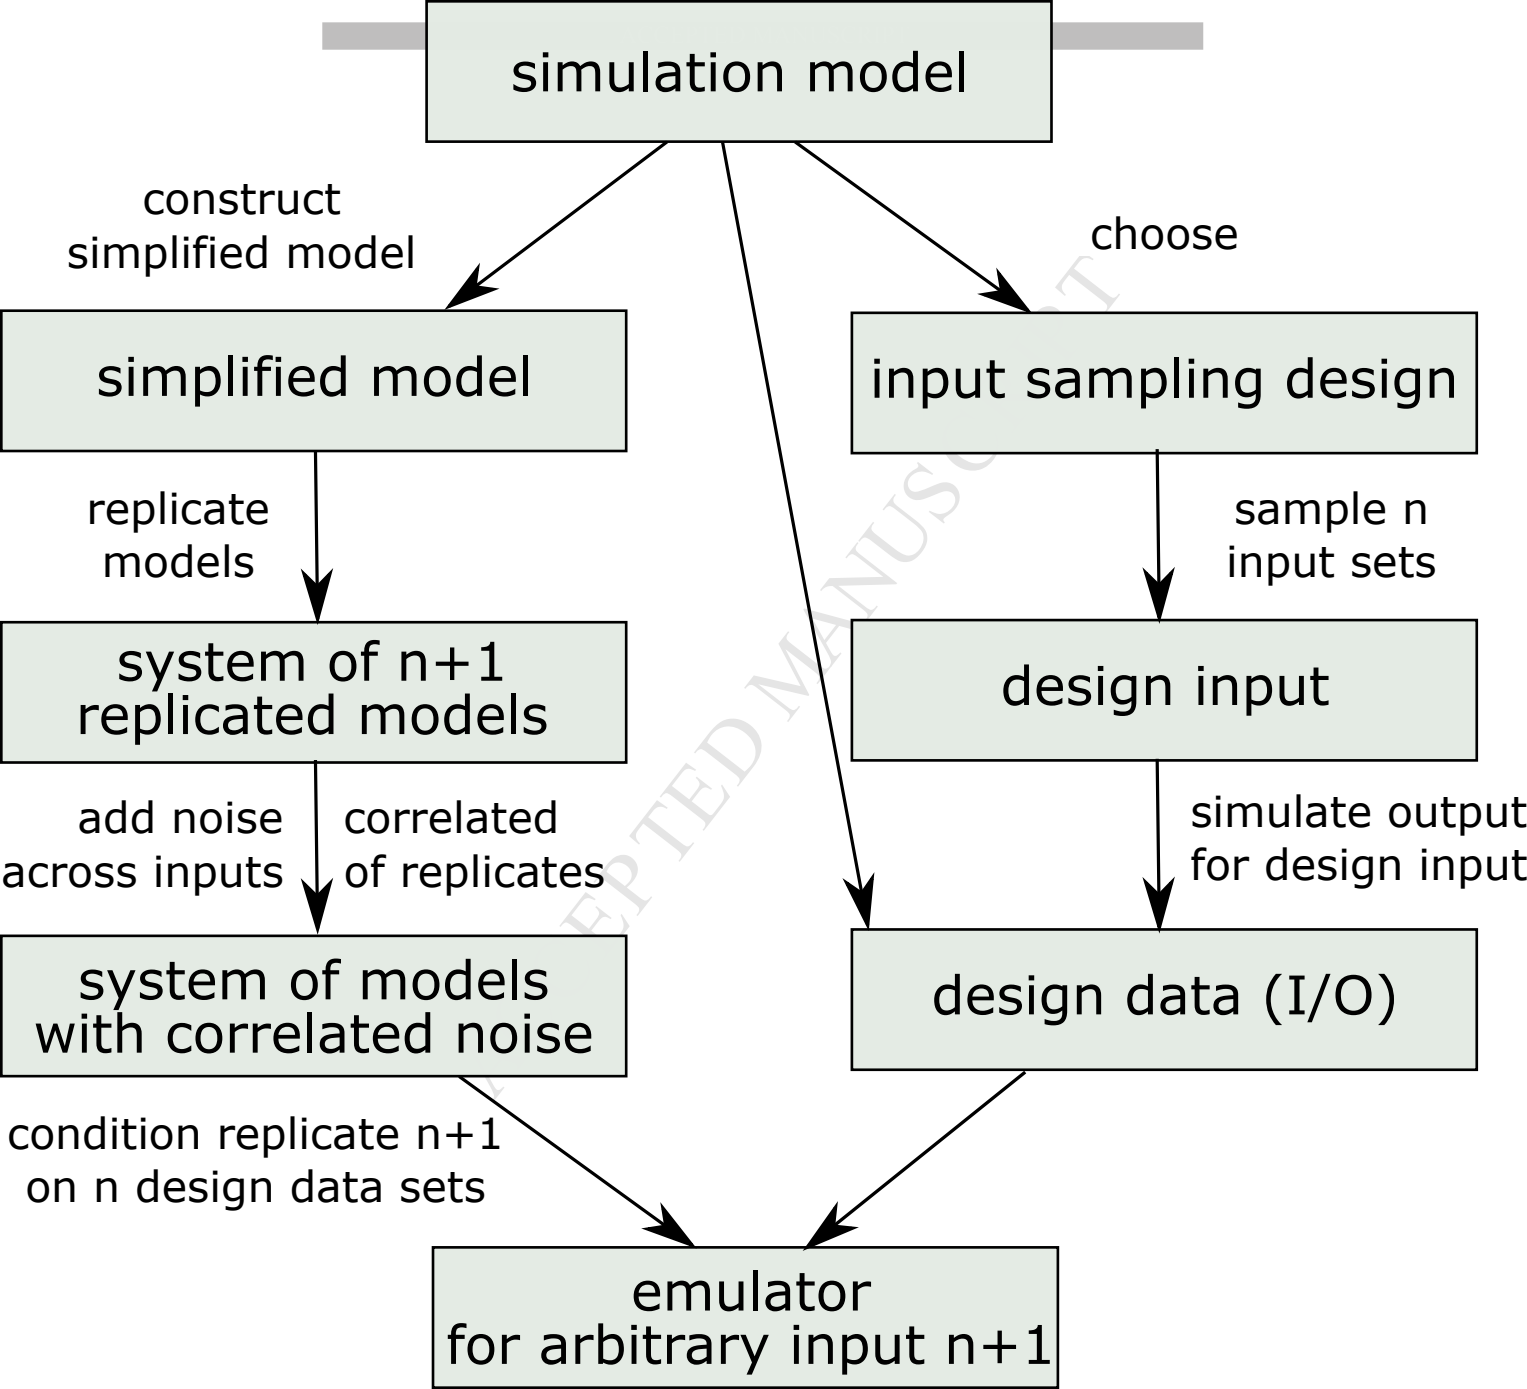 simulation model
construct
simplified model
choose
simplified model
input sampling design
replicate
models
sample n
input sets
system of n+1
replicated models
design input
add noise correlated
across inputs of replicates
simulate output
for design input
system of models
with correlated noise
design data (I/O)
condition replicate n+1
on n design data sets
emulator
for arbitrary input n+1
EPTED MANUSC